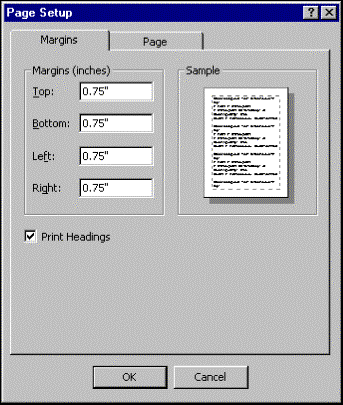 Page Setup
Margins
Page
Margins (inches)
Sample
Top: 0.75"
Bottom: 0.75"
Left: 0.75"
Right: 0.75"
Print Headings
OK
Cancel